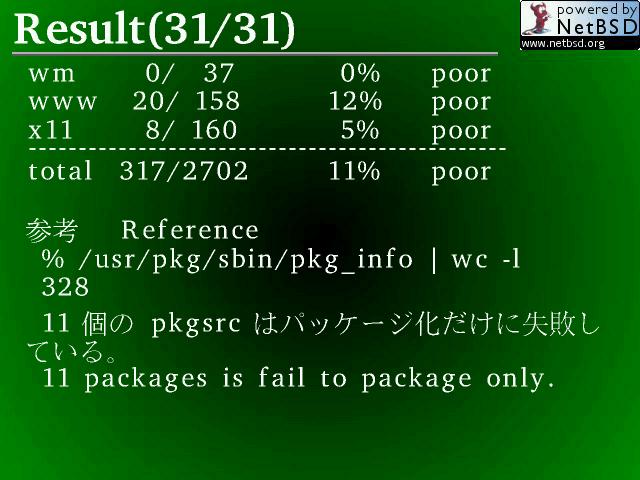 Result(31/31)
powered by
NetBSD
www.netbsd.org
wm 0/ 37 0% poor
www 20/ 158 12% poor
x11 8/ 160 5% poor
--------------------------------------------------
total 317/2702 11% poor
参考 Reference
% /usr/pkg/sbin/pkg_info | wc -l
328
11 個の pkgsrc はパッケージ化だけに失敗し
ている。
11 packages is fail to package only.